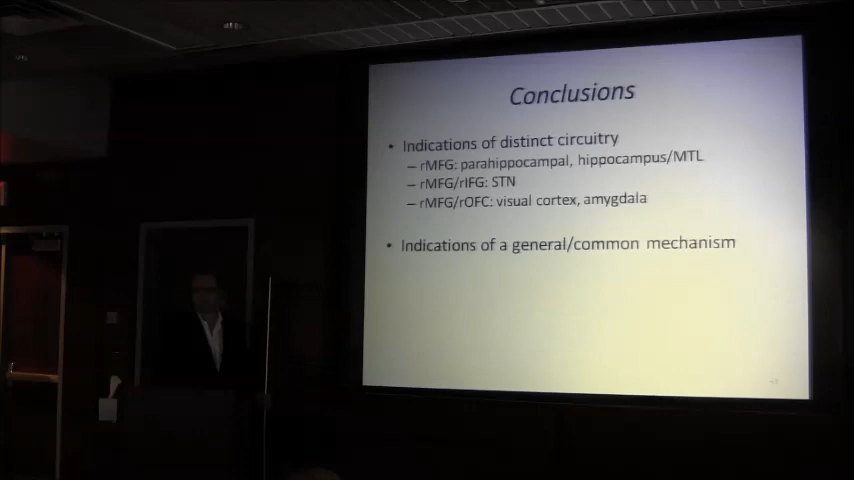 Conclusions
• Indications of distinct circuitry
– rMFG: parahippocampal, hippocampus/MTL
– rMFG/rIFG: STN
– rMFG/rOFC: visual cortex, amygdala
• Indications of a general/common mechanism